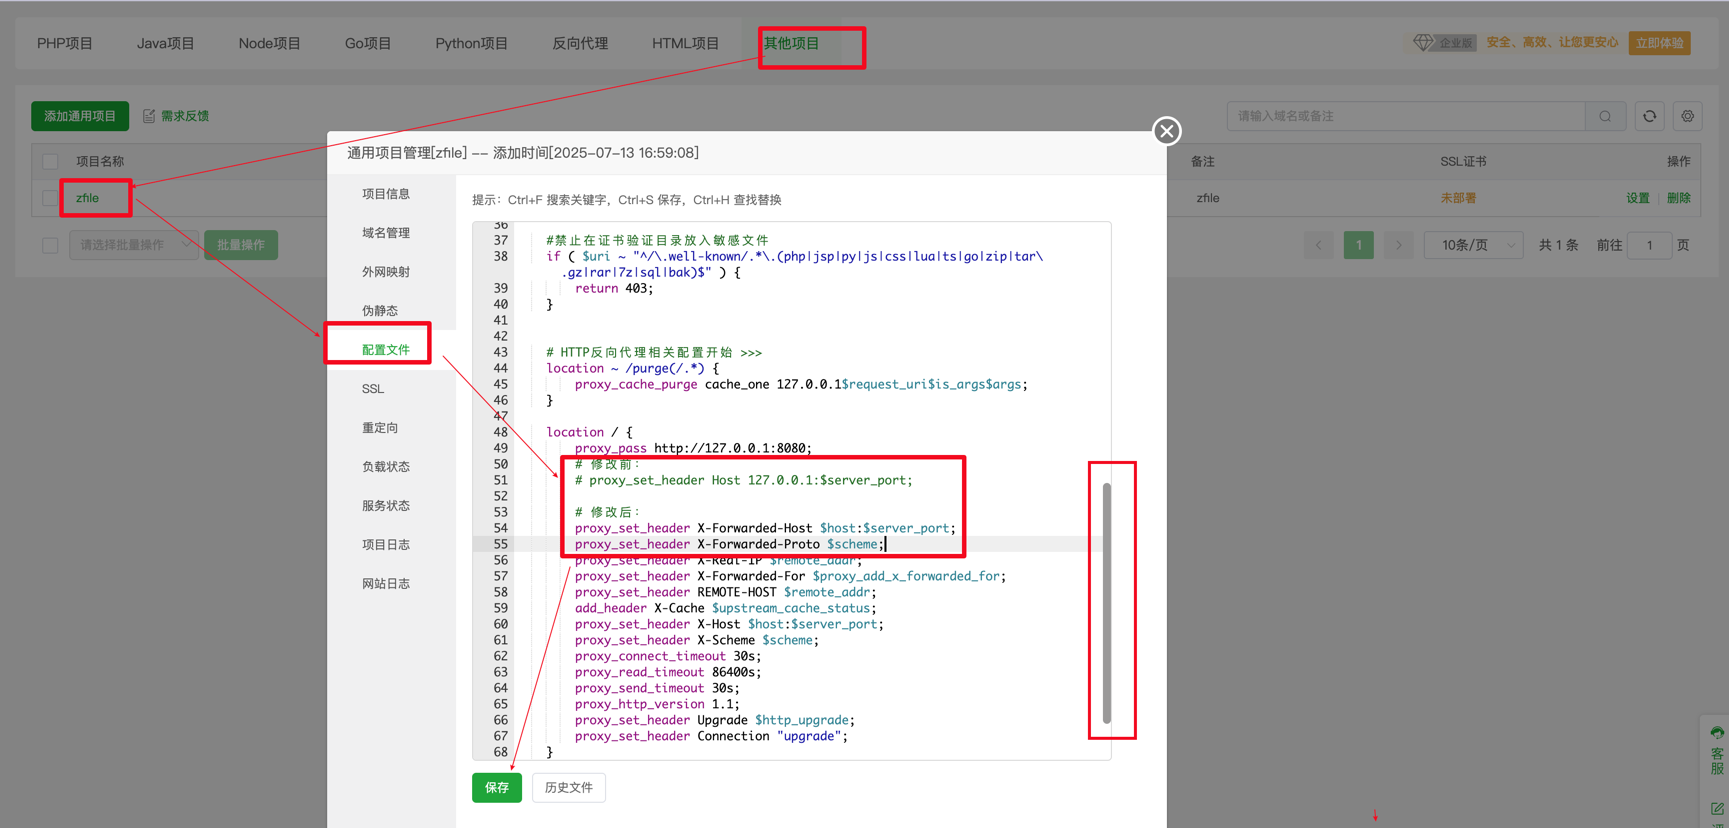 PHP项目
Java项目
Node项目
Go项目
Python项目
反向代理
HTML项目
其他项目
企业版
安全、高效、让您更安心
立即体验
添加通用项目
需求反馈
请输入域名或备注
项目名称
备注
SSL证书
操作
zfile
zfile
未部署
设置 | 删除
请选择批量操作
批量操作
1
10条/页
共 1 条
前往 1 页
通用项目管理[zfile] -- 添加时间[2025-07-13 16:59:08]
项目信息
域名管理
外网映射
伪静态
配置文件
SSL
重定向
负载状态
服务状态
项目日志
网站日志
提示：Ctrl+F 搜索关键字，Ctrl+S 保存，Ctrl+H 查找替换
36
37 #禁止在证书验证目录放入敏感文件
38 if ( $uri ~ "^/\.well-known/.*\.(php|jsp|py|js|css|lua|ts|go|zip|tar\
.gz|rar|7z|sql|bak)$" ) {
39 return 403;
40 }
41
42
43 # HTTP反向代理相关配置开始 >>>
44 location ~ /purge(/.*) {
45 proxy_cache_purge cache_one 127.0.0.1$request_uri$is_args$args;
46 }
47
48 location / {
49 proxy_pass http://127.0.0.1:8080;
50 # 修改前：
51 # proxy_set_header Host 127.0.0.1:$server_port;
52
53 # 修改后：
54 proxy_set_header X-Forwarded-Host $host:$server_port;
55 proxy_set_header X-Forwarded-Proto $scheme;
56 proxy_set_header X-Real-IP $remote_addr;
57 proxy_set_header X-Forwarded-For $proxy_add_x_forwarded_for;
58 proxy_set_header REMOTE-HOST $remote_addr;
59 add_header X-Cache $upstream_cache_status;
60 proxy_set_header X-Host $host:$server_port;
61 proxy_set_header X-Scheme $scheme;
62 proxy_connect_timeout 30s;
63 proxy_read_timeout 86400s;
64 proxy_send_timeout 30s;
65 proxy_http_version 1.1;
66 proxy_set_header Upgrade $http_upgrade;
67 proxy_set_header Connection "upgrade";
68 }
保存
历史文件
客服